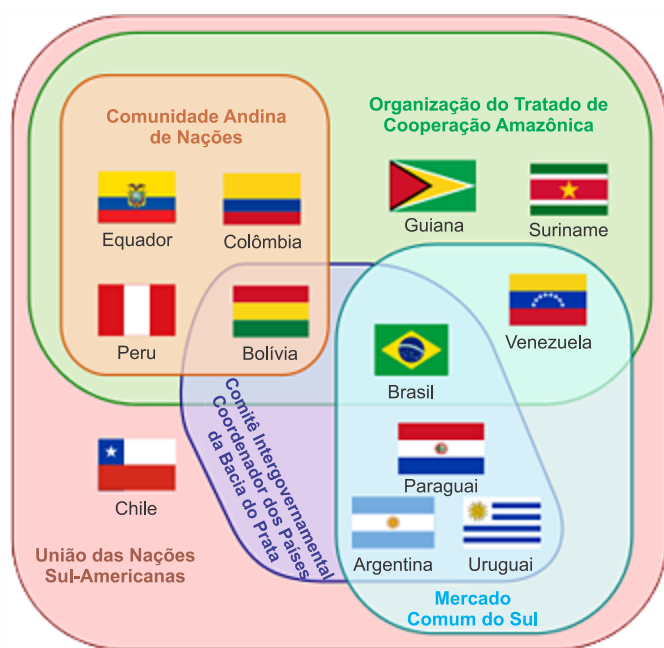 Comunidade Andina
de Nações
Organização do Tratado de
Cooperação Amazônica
Equador
Colômbia
Guiana
Suriname
Peru
Bolívia
Brasil
Venezuela
Comitê Intergovernamental
Coordenador dos Países
da Bacia do Prata
Chile
Paraguai
Argentina
Uruguai
União das Nações
Sul-Americanas
Mercado
Comum do Sul